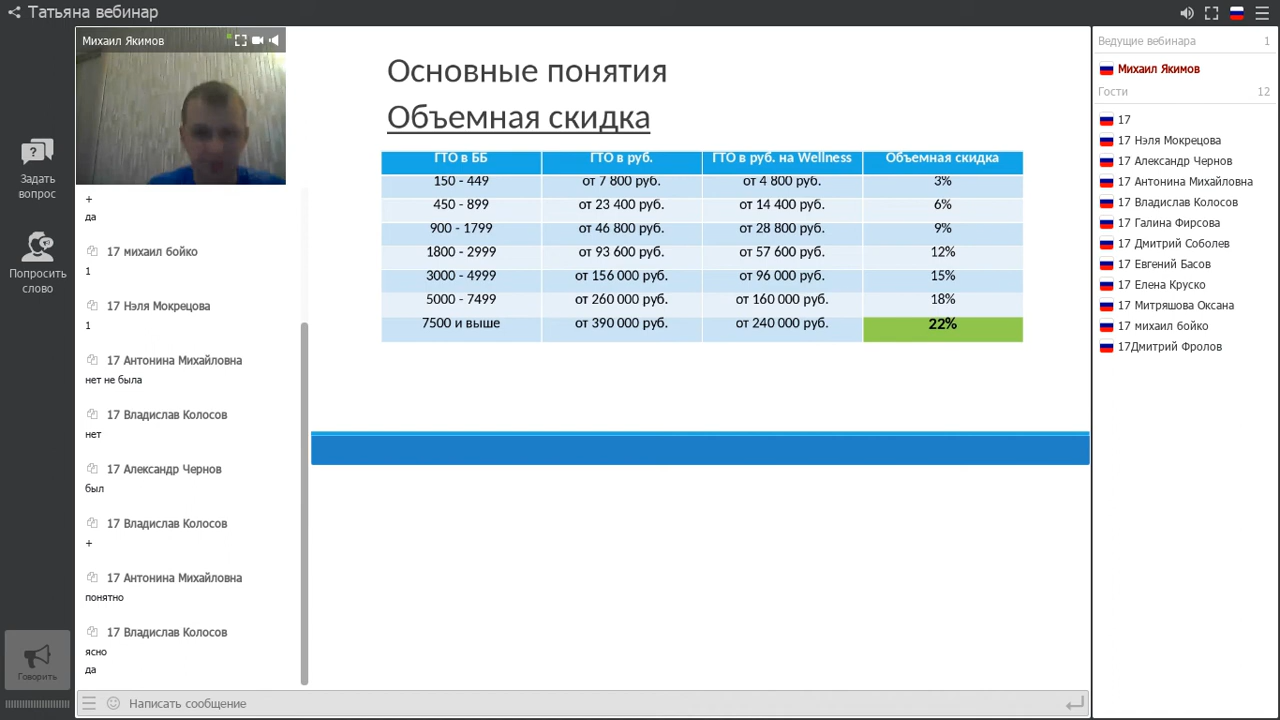 Татьяна вебинар
Михаил Якимов
Задать
вопрос
Попросить
слово
Говорить
+
да
17 михаил бойко
1
17 Нэля Мокрецова
1
17 Антонина Михайловна
нет не была
17 Владислав Колосов
нет
17 Александр Чернов
был
17 Владислав Колосов
+
17 Антонина Михайловна
понятно
17 Владислав Колосов
ясно
да
Написать сообщение
Основные понятия
Объемная скидка
ГТО в ББ ГТО в руб. ГТО в руб. на Wellness Объемная скидка
150 - 449 от 7 800 руб. от 4 800 руб. 3%
450 - 899 от 23 400 руб. от 14 400 руб. 6%
900 - 1799 от 46 800 руб. от 28 800 руб. 9%
1800 - 2999 от 93 600 руб. от 57 600 руб. 12%
3000 - 4999 от 156 000 руб. от 96 000 руб. 15%
5000 - 7499 от 260 000 руб. от 160 000 руб. 18%
7500 и выше от 390 000 руб. от 240 000 руб. 22%
Ведущие вебинара 1
Михаил Якимов
Гости 12
17
17 Нэля Мокрецова
17 Александр Чернов
17 Антонина Михайловна
17 Владислав Колосов
17 Галина Фирсова
17 Дмитрий Соболев
17 Евгений Басов
17 Елена Круско
17 Митряшова Оксана
17 михаил бойко
17Дмитрий Фролов